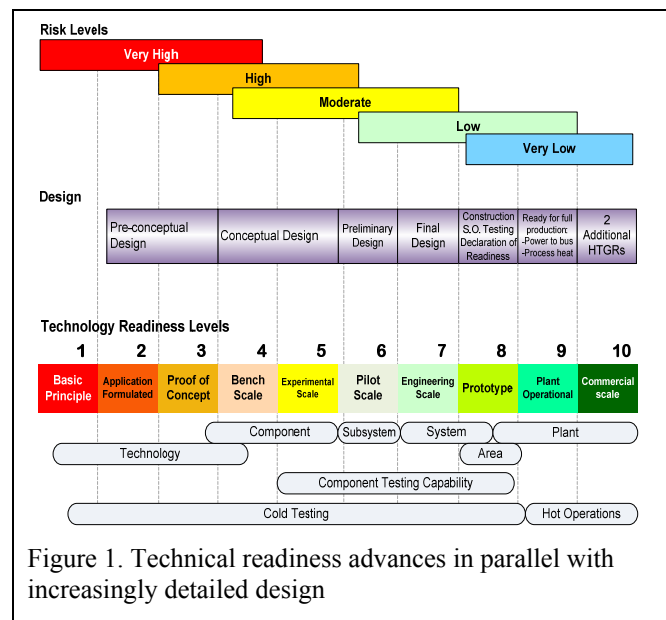 Risk Levels
Very High
High
Moderate
Low
Very Low
Design
Pre-conceptual
Design
Conceptual Design
Preliminary
Design
Final
Design
Construction
S.O. Testing
Declaration of
Readiness
Ready for full
production:
-Power to bus
-Process heat
2
Additional
HTGRs
Technology Readiness Levels
1 2 3 4 5 6 7 8 9 10
Basic
Principle
Application
Formulated
Proof of
Concept
Bench
Scale
Experimental
Scale
Pilot
Scale
Engineering
Scale
Prototype
Plant
Operational
Commercial
scale
Component
Subsystem
System
Plant
Technology
Area
Component Testing Capability
Cold Testing
Hot Operations
Figure 1. Technical readiness advances in parallel with
increasingly detailed design